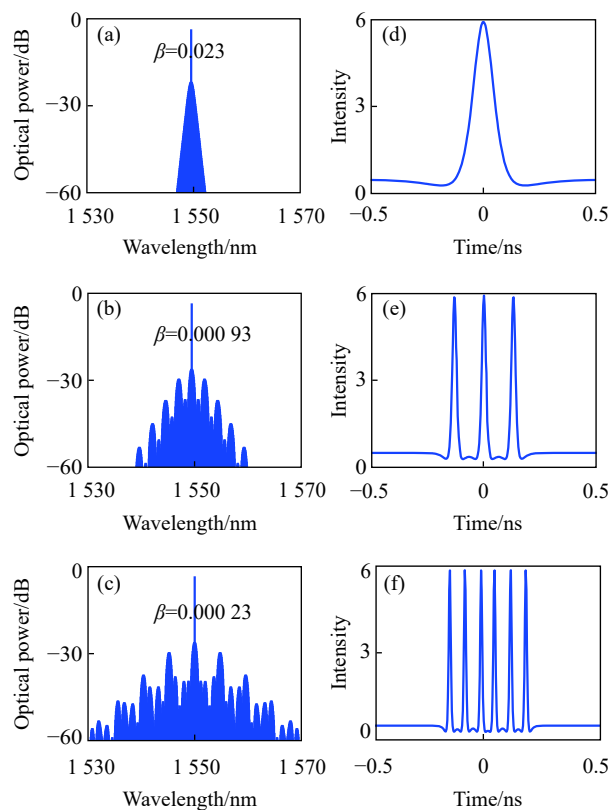 (a)
β=0.023
Optical power/dB
0
−30
−60
1 530
1 550
1 570
Wavelength/nm
(d)
Intensity
6
3
0
−0.5
0
0.5
Time/ns
(b)
β=0.000 93
Optical power/dB
0
−30
−60
1 530
1 550
1 570
Wavelength/nm
(e)
Intensity
6
3
0
−0.5
0
0.5
Time/ns
(c)
β=0.000 23
Optical power/dB
0
−30
−60
1 530
1 550
1 570
Wavelength/nm
(f)
Intensity
6
3
0
−0.5
0
0.5
Time/ns